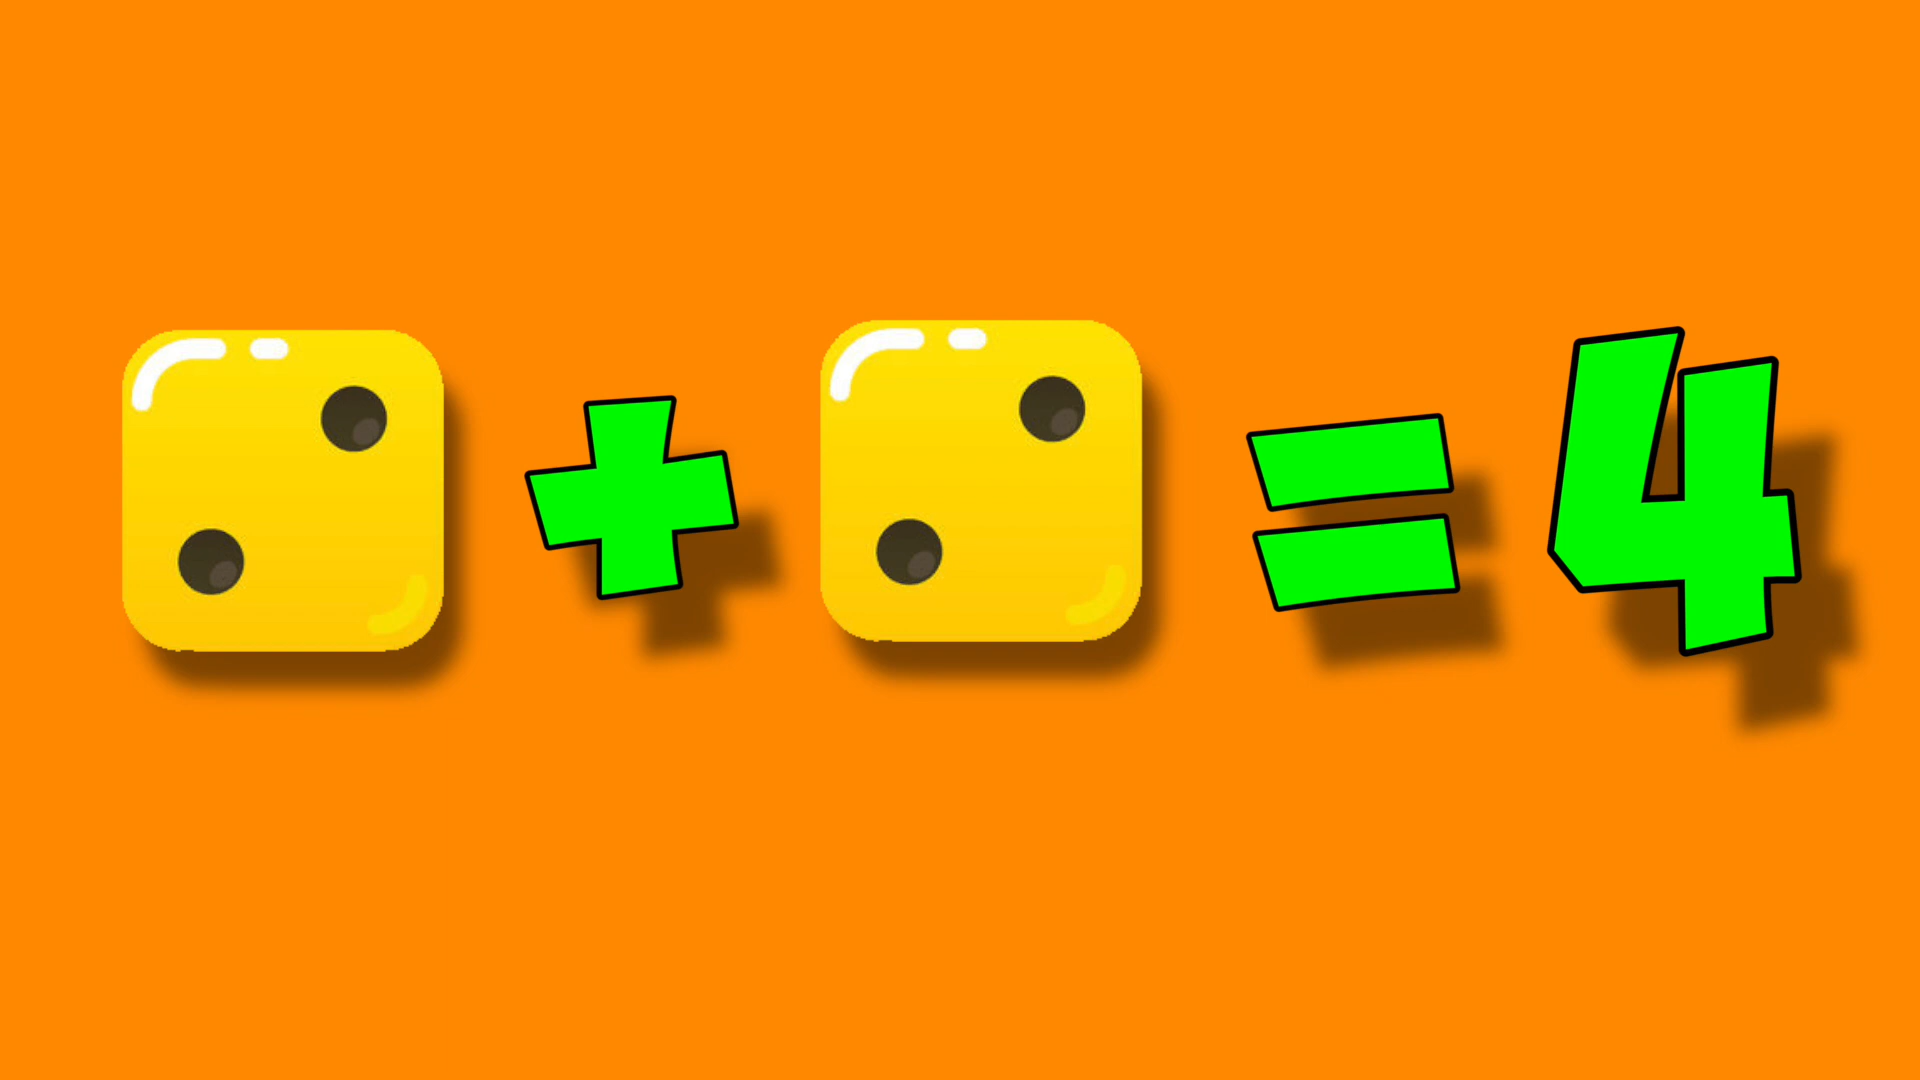 + = 4